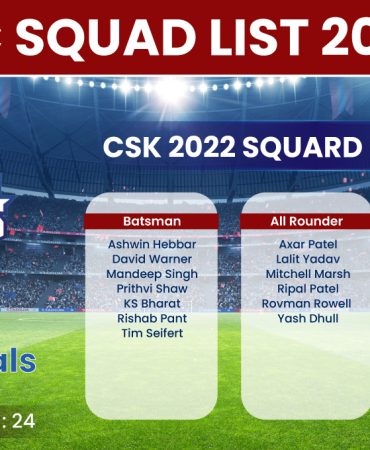 C SQUAD LIST 20
CSK 2022 SQUARD
Batsman
Ashwin Hebbar
David Warner
Mandeep Singh
Prithvi Shaw
KS Bharat
Rishab Pant
Tim Seifert
All Rounder
Axar Patel
Lalit Yadav
Mitchell Marsh
Ripal Patel
Rovman Rowell
Yash Dhull
als
: 24